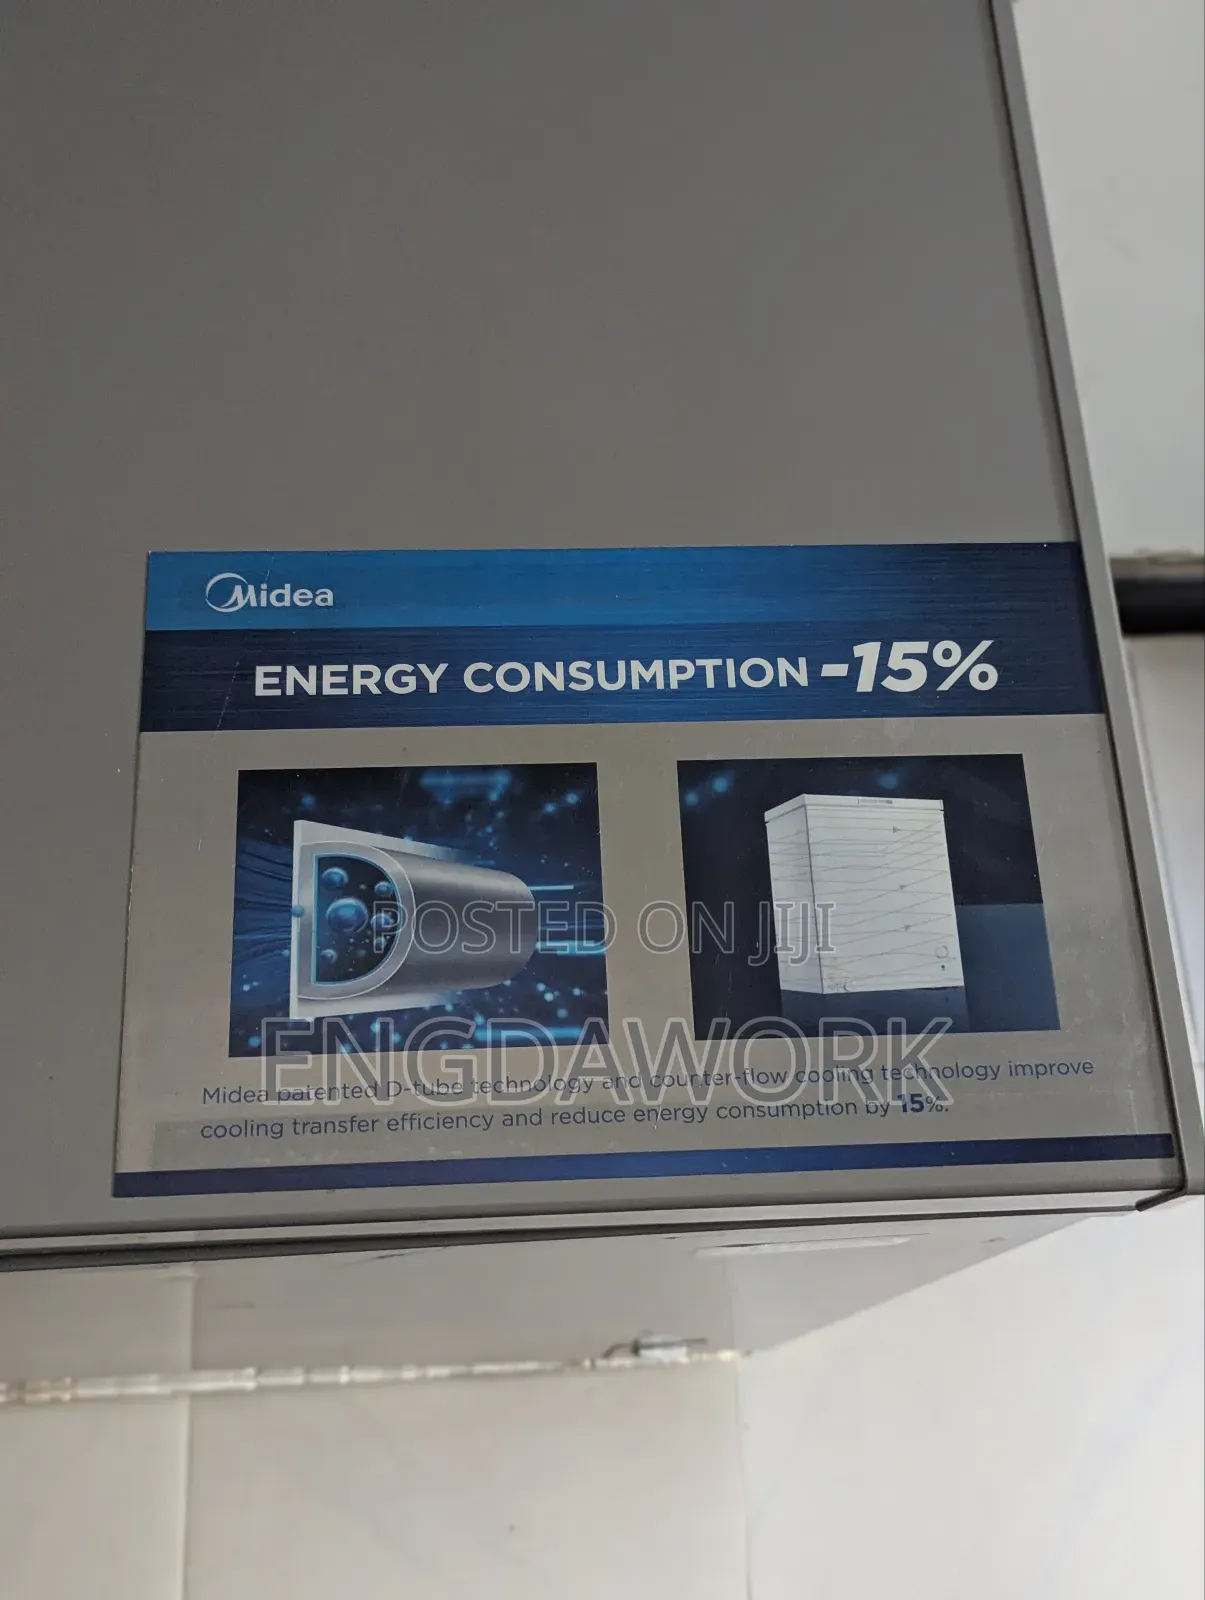 Midea
ENERGY CONSUMPTION -15%
POSTED ON JIJI
ENGDAWORK
Midea patented D-tube technology and counter-flow cooling technology improve
cooling transfer efficiency and reduce energy consumption by 15%.